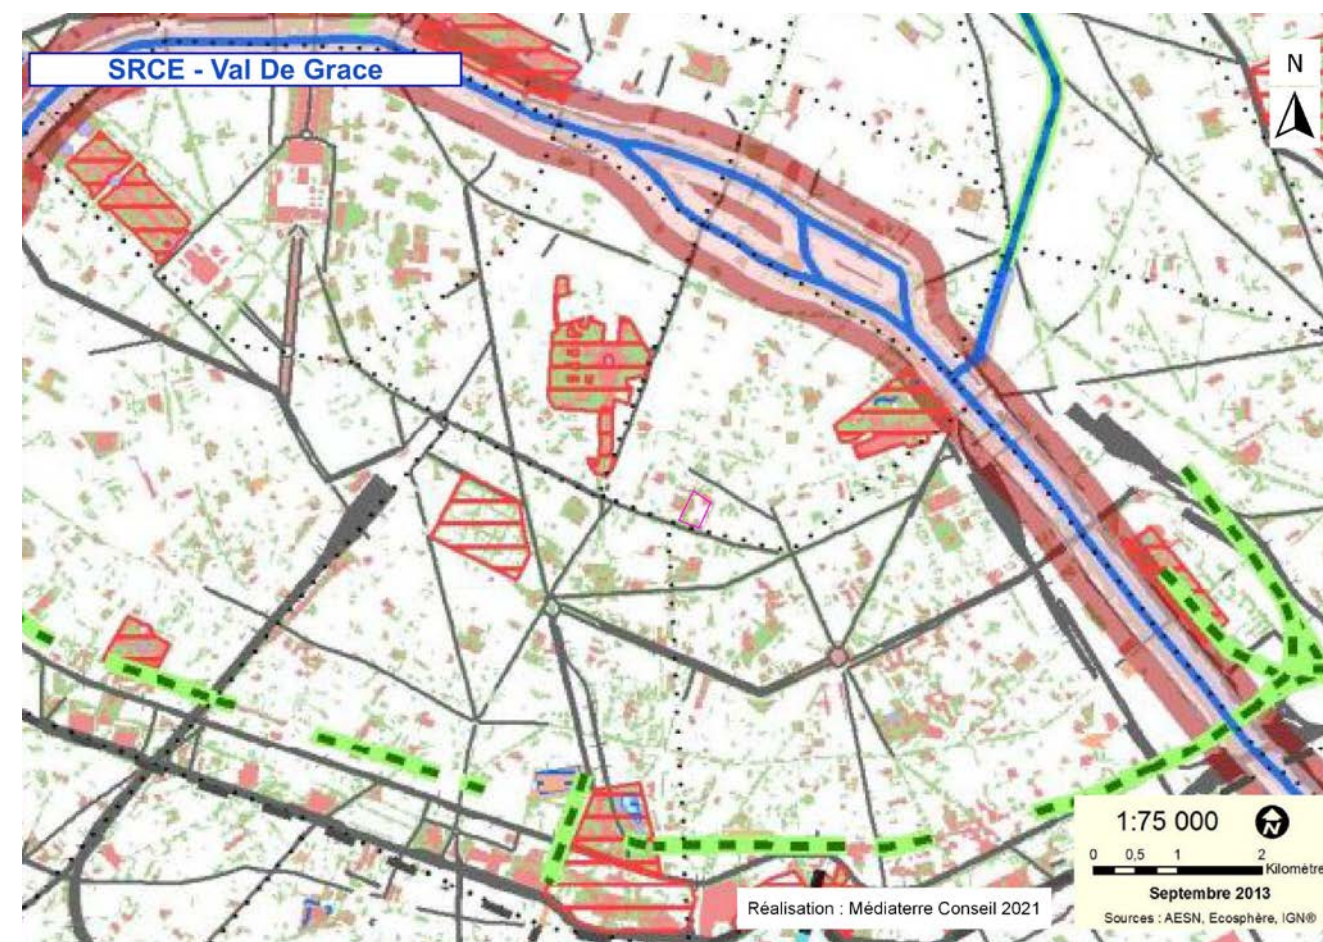 SRCE - Val De Grace
N
1:75 000
N
0 0,5 1 2
Kilomètre
Septembre 2013
Sources : AESN, Ecosphère, IGN®
Réalisation : Médiaterre Conseil 2021